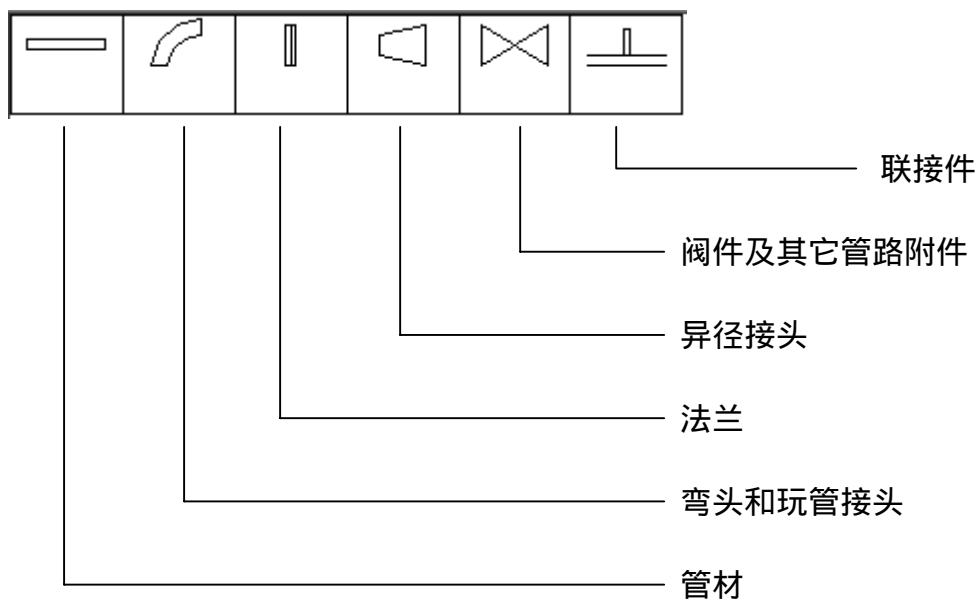 联接件
阀件及其它管路附件
异径接头
法兰
弯头和玩管接头
管材